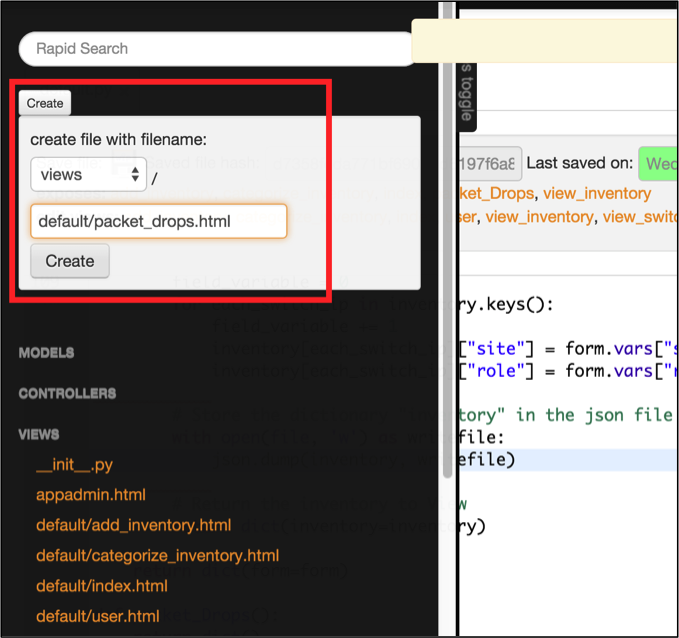 Rapid Search
s toggle
Create
create file with filename:
views /
default/packet_drops.html
Create
197f6a8 Last saved on: Wed
ket_Drops, view_inventory
ser, view_inventory, view_swit
ry.keys():
["site"] = form.vars["s
["role"] = form.vars["r
tory" in the json file
file:
efile)
w
ry)
MODELS
CONTROLLERS
VIEWS
__init__.py
appadmin.html
default/add_inventory.html
default/categorize_inventory.html
default/index.html
default/user.html